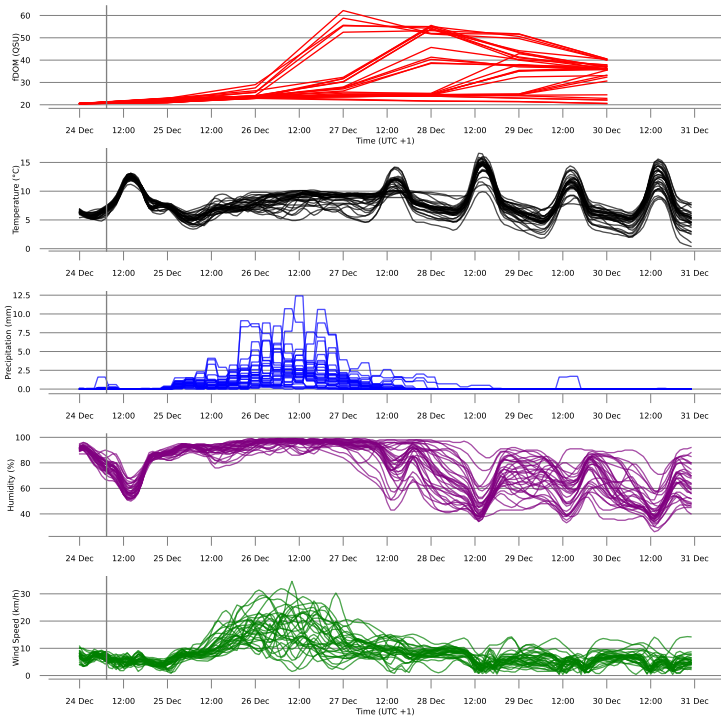 fDOM (QSU)
60
50
40
30
20
24 Dec 12:00 25 Dec 12:00 26 Dec 12:00 27 Dec 12:00 28 Dec 12:00 29 Dec 12:00 30 Dec 12:00 31 Dec
Time (UTC +1)
Temperature (°C)
15
10
5
0
24 Dec 12:00 25 Dec 12:00 26 Dec 12:00 27 Dec 12:00 28 Dec 12:00 29 Dec 12:00 30 Dec 12:00 31 Dec
Precipitation (mm)
12.5
10.0
7.5
5.0
2.5
0.0
24 Dec 12:00 25 Dec 12:00 26 Dec 12:00 27 Dec 12:00 28 Dec 12:00 29 Dec 12:00 30 Dec 12:00 31 Dec
Humidity (%)
100
80
60
40
24 Dec 12:00 25 Dec 12:00 26 Dec 12:00 27 Dec 12:00 28 Dec 12:00 29 Dec 12:00 30 Dec 12:00 31 Dec
Wind Speed (km/h)
30
20
10
0
24 Dec 12:00 25 Dec 12:00 26 Dec 12:00 27 Dec 12:00 28 Dec 12:00 29 Dec 12:00 30 Dec 12:00 31 Dec
Time (UTC +1)